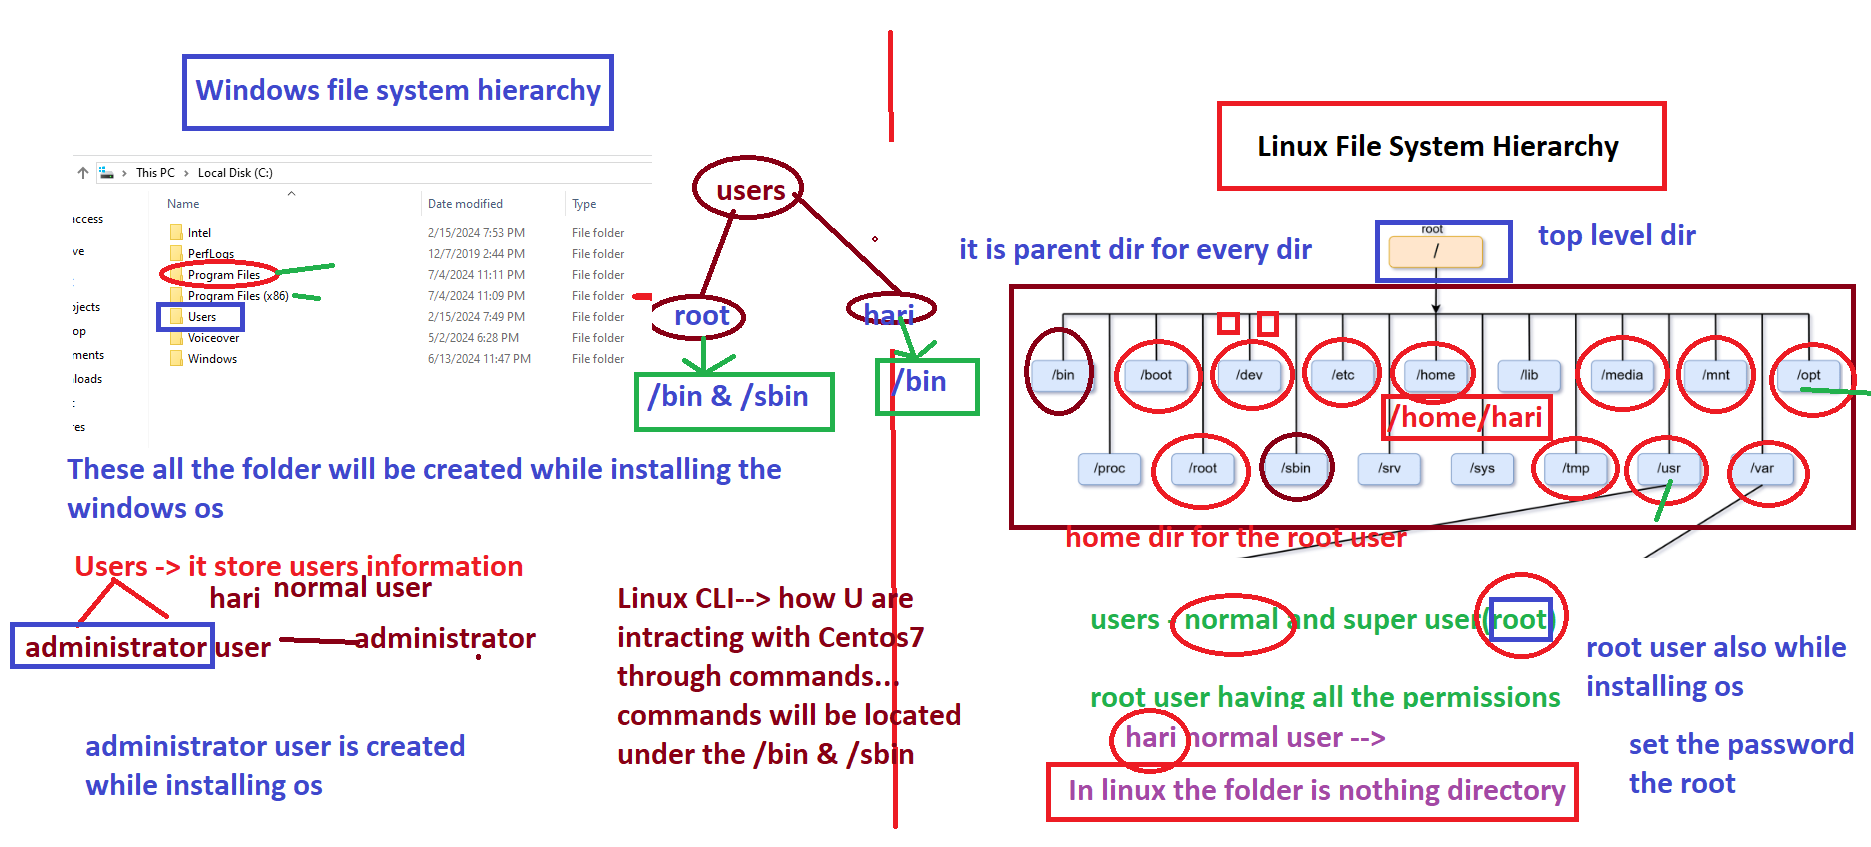 Windows file system hierarchy
This PC > Local Disk (C:)
Name Date modified Type
access
Intel 2/15/2024 7:53 PM File folder
ve
PerfLogs 12/7/2019 2:44 PM File folder
Program Files 7/4/2024 11:11 PM File folder
Program Files (x86) 7/4/2024 11:09 PM File folder
ojects
Users 2/15/2024 7:49 PM File folder
op
Voiceover 5/2/2024 6:28 PM File folder
ments
Windows 6/13/2024 11:47 PM File folder
loads
res
users
root
hari
/bin & /sbin
/bin
These all the folder will be created while installing the
windows os
Users -> it store users information
hari normal user
administrator user administrator
administrator user is created
while installing os
Linux CLI--> how U are
intracting with Centos7
through commands...
commands will be located
under the /bin & /sbin
Linux File System Hierarchy
root
/
it is parent dir for every dir
top level dir
/bin /boot /dev /etc /home /lib /media /mnt /opt
/home/hari
/proc /root /sbin /srv /sys /tmp /usr /var
home dir for the root user
users - normal and super user(root)
root user also while
installing os
root user having all the permissions
hari normal user -->
set the password
the root
In linux the folder is nothing directory